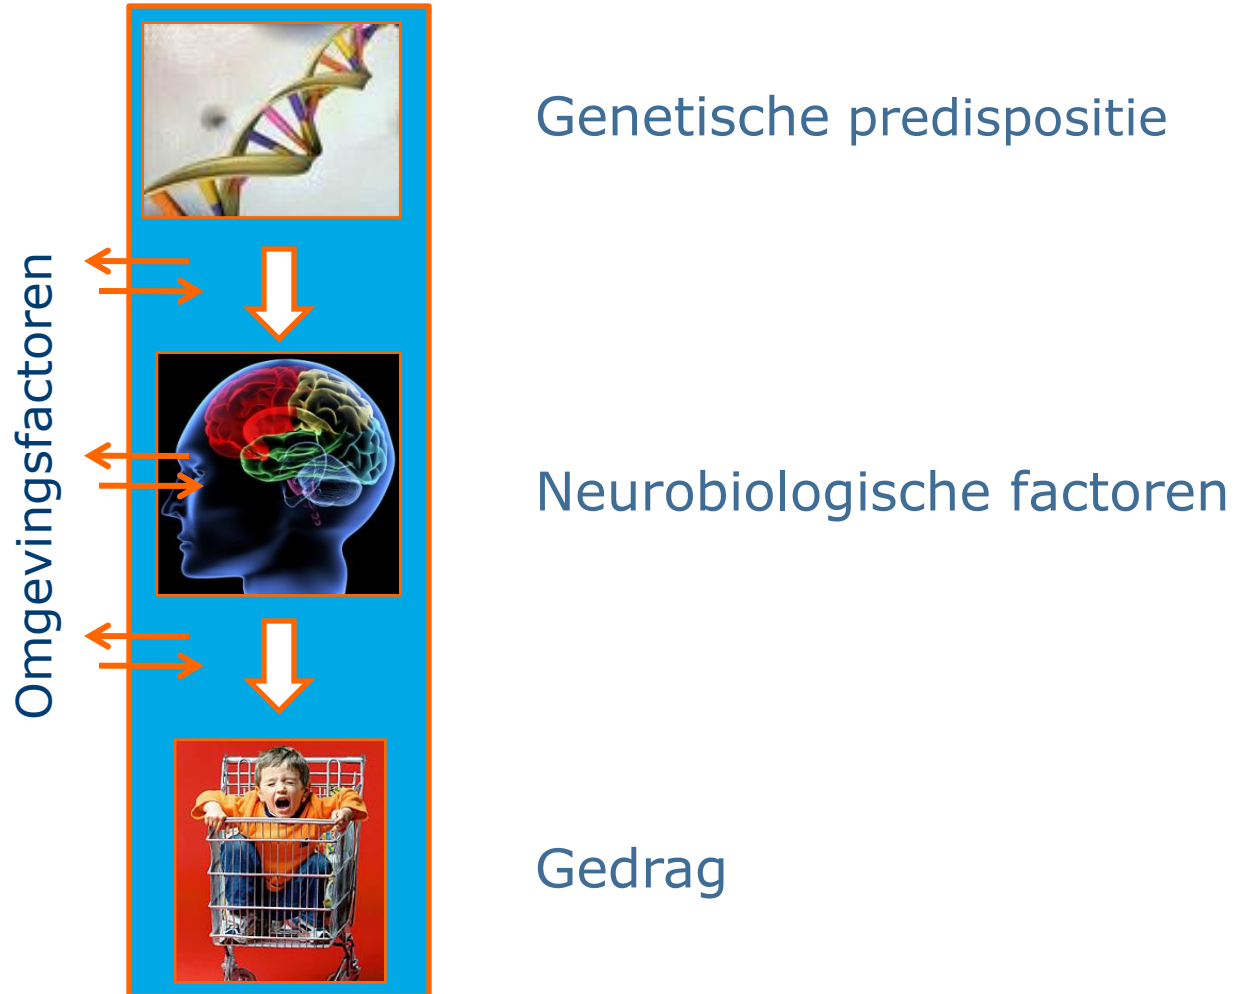 Genetische predispositie
Omgevingsfactoren
Neurobiologische factoren
Gedrag